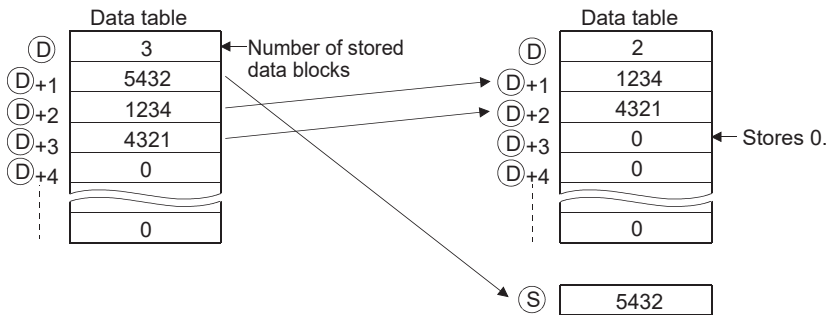 Data table Data table
D 3 Number of stored data blocks D 2
D+1 5432 D+1 1234
D+2 1234 D+2 4321
D+3 4321 D+3 0 Stores 0.
D+4 0 D+4 0
0 0
S 5432